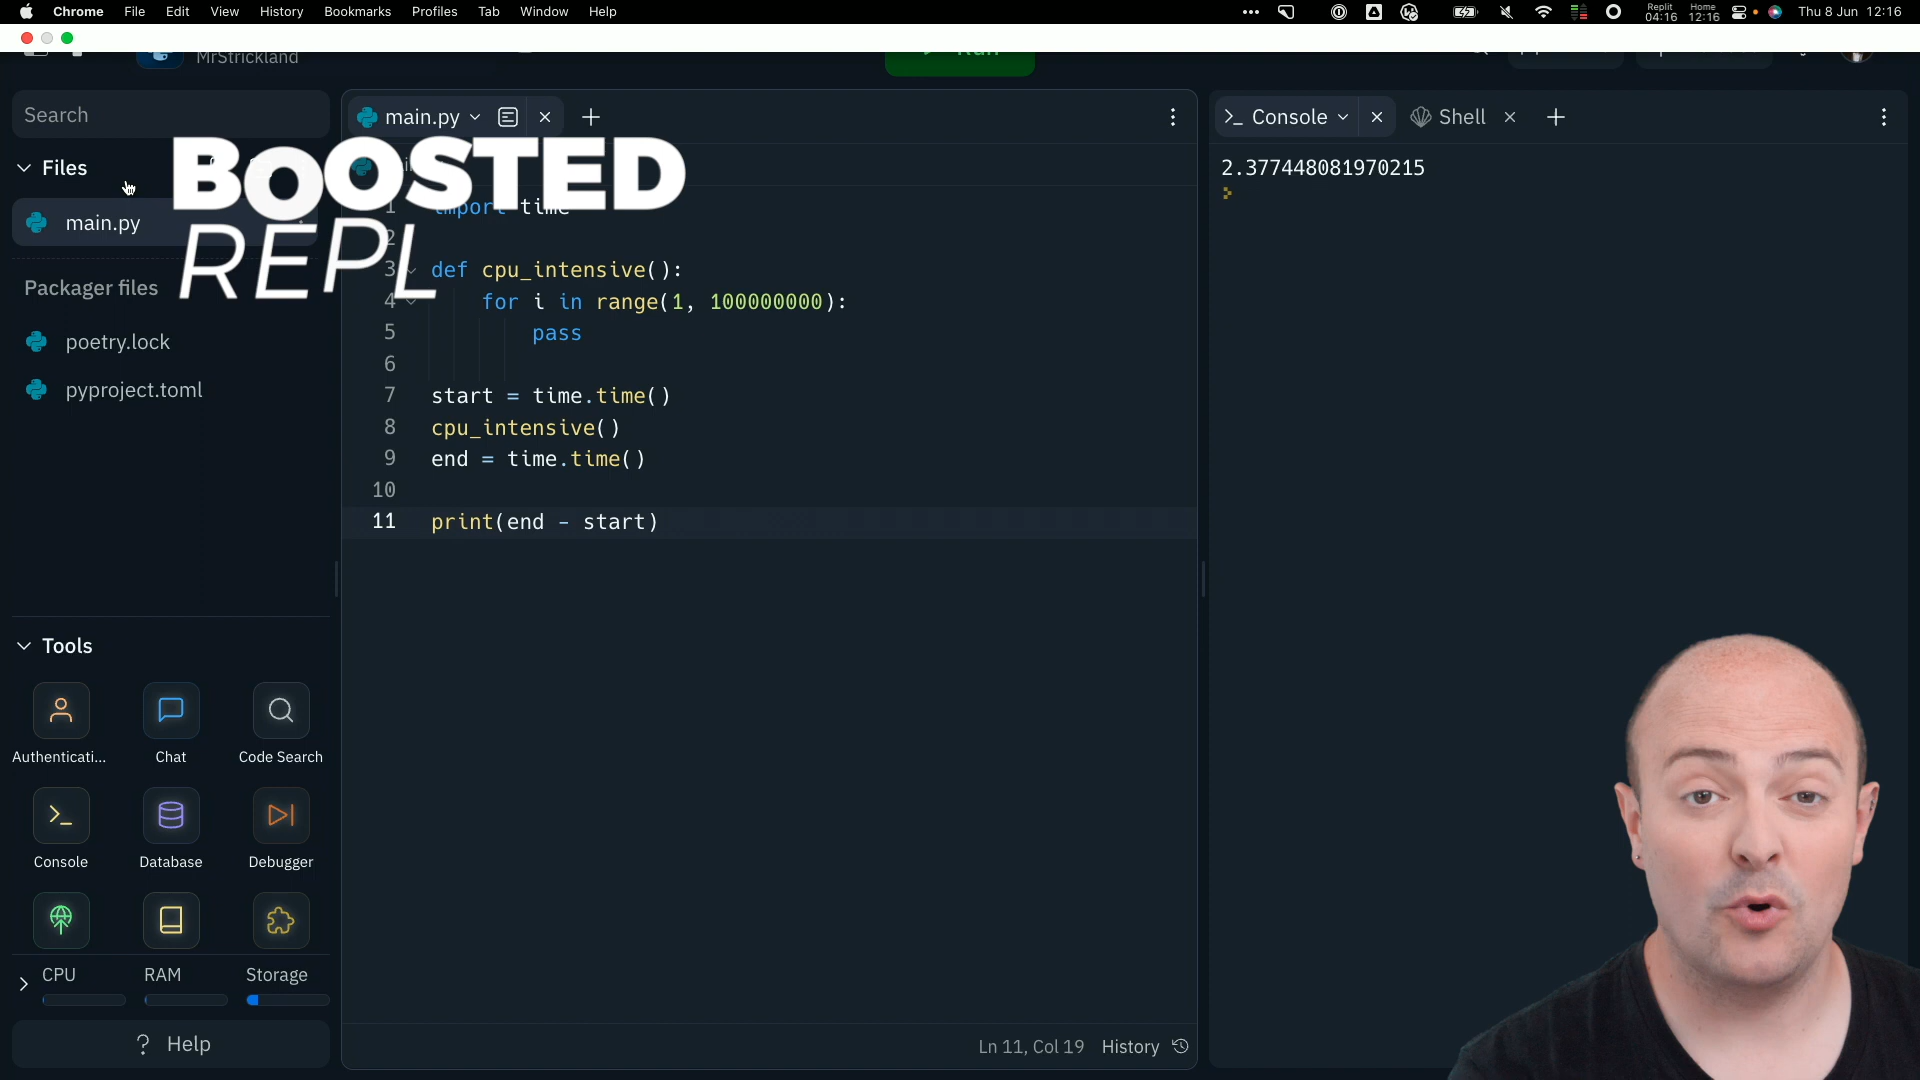 Chrome File Edit View History Bookmarks Profiles Tab Window Help
Replit 04:16
Home 12:16
Thu 8 Jun 12:16
MrStrickland
Run
Search
Files
main.py
Packager files
poetry.lock
pyproject.toml
BOOSTED
REPL
main.py
1 import time
2
3 def cpu_intensive():
4 for i in range(1, 100000000):
5 pass
6
7 start = time.time()
8 cpu_intensive()
9 end = time.time()
10
11 print(end - start)
Ln 11, Col 19 History
Console Shell
2.377448081970215
Tools
Authenticati... Chat Code Search
Console Database Debugger
CPU RAM Storage
? Help